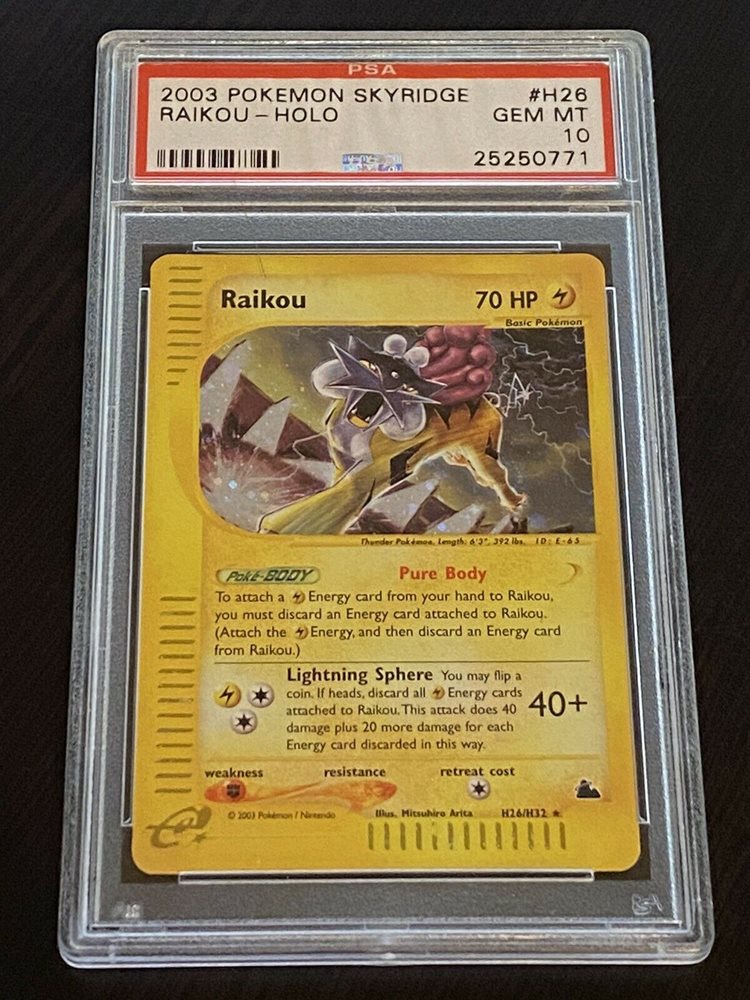 PSA
2003 POKEMON SKYRIDGE #H26
RAIKOU - HOLO GEM MT
10
25250771
Raikou 70 HP
Basic Pokémon
Thunder Pokémon. Length: 6'3", 392 lbs. ID: E-65
Poké-BODY Pure Body
To attach a Energy card from your hand to Raikou,
you must discard an Energy card attached to Raikou.
(Attach the Energy, and then discard an Energy card
from Raikou.)
Lightning Sphere You may flip a
coin. If heads, discard all Energy cards
attached to Raikou. This attack does 40
damage plus 20 more damage for each
Energy card discarded in this way.
40+
weakness resistance retreat cost
© 2003 Pokémon / Nintendo Illus. Mitsuhiro Arita H26/H32 ★
e
PSA